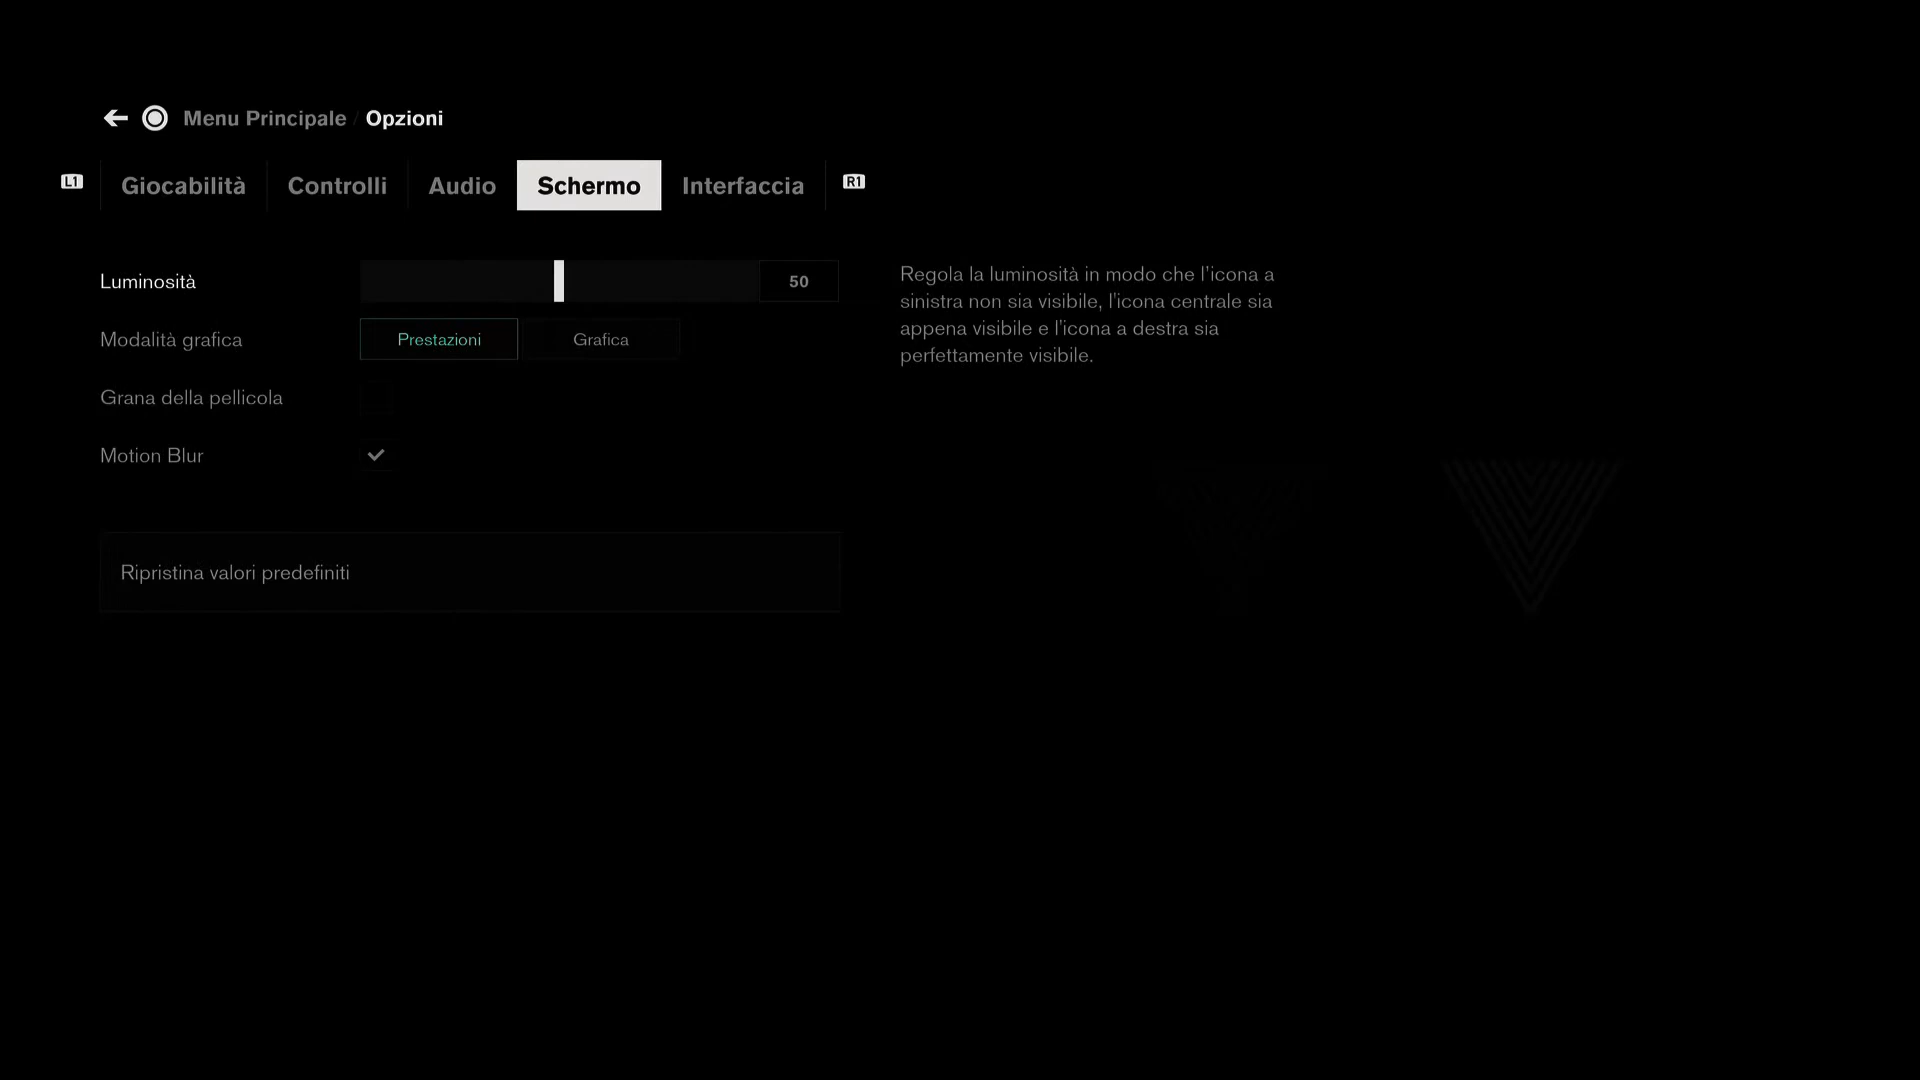 Menu Principale / Opzioni
L1 Giocabilità Controlli Audio Schermo Interfaccia R1
Luminosità 50
Regola la luminosità in modo che l'icona a
sinistra non sia visibile, l'icona centrale sia
appena visibile e l'icona a destra sia
perfettamente visibile.
Modalità grafica Prestazioni Grafica
Grana della pellicola
Motion Blur
Ripristina valori predefiniti